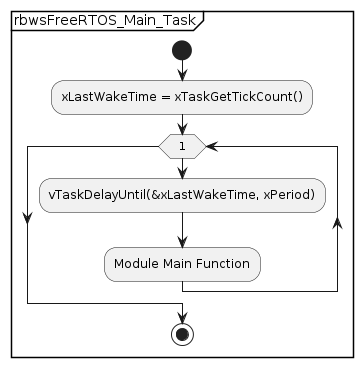 rbwsFreeRTOS_Main_Task
xLastWakeTime = xTaskGetTickCount()
1
vTaskDelayUntil(&xLastWakeTime, xPeriod)
Module Main Function